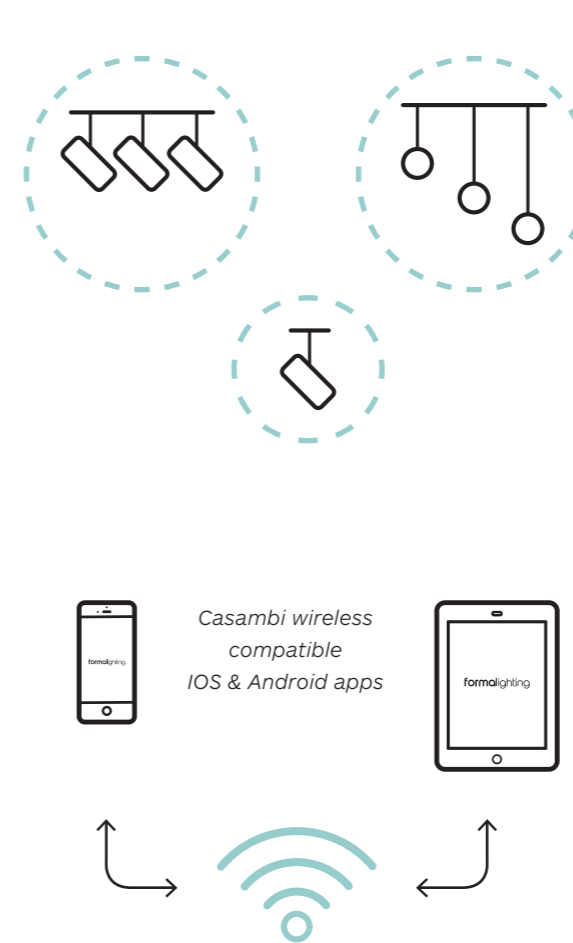 Casambi wireless
compatible
IOS & Android apps
formalighting
formalighting